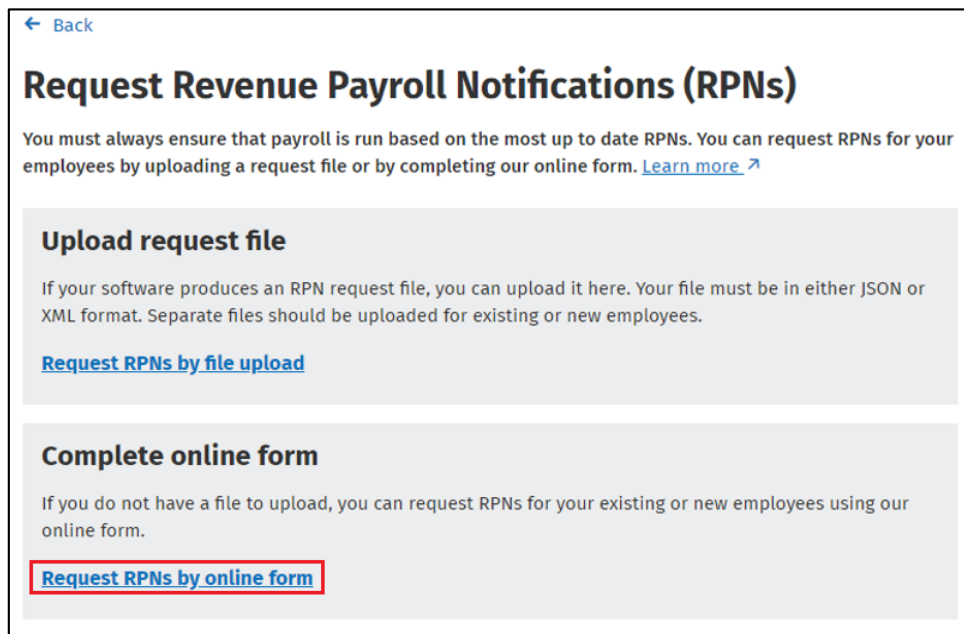 ← Back
Request Revenue Payroll Notifications (RPNs)
You must always ensure that payroll is run based on the most up to date RPNs. You can request RPNs for your
employees by uploading a request file or by completing our online form. Learn more ↗
Upload request file
If your software produces an RPN request file, you can upload it here. Your file must be in either JSON or
XML format. Separate files should be uploaded for existing or new employees.
Request RPNs by file upload
Complete online form
If you do not have a file to upload, you can request RPNs for your existing or new employees using our
online form.
Request RPNs by online form